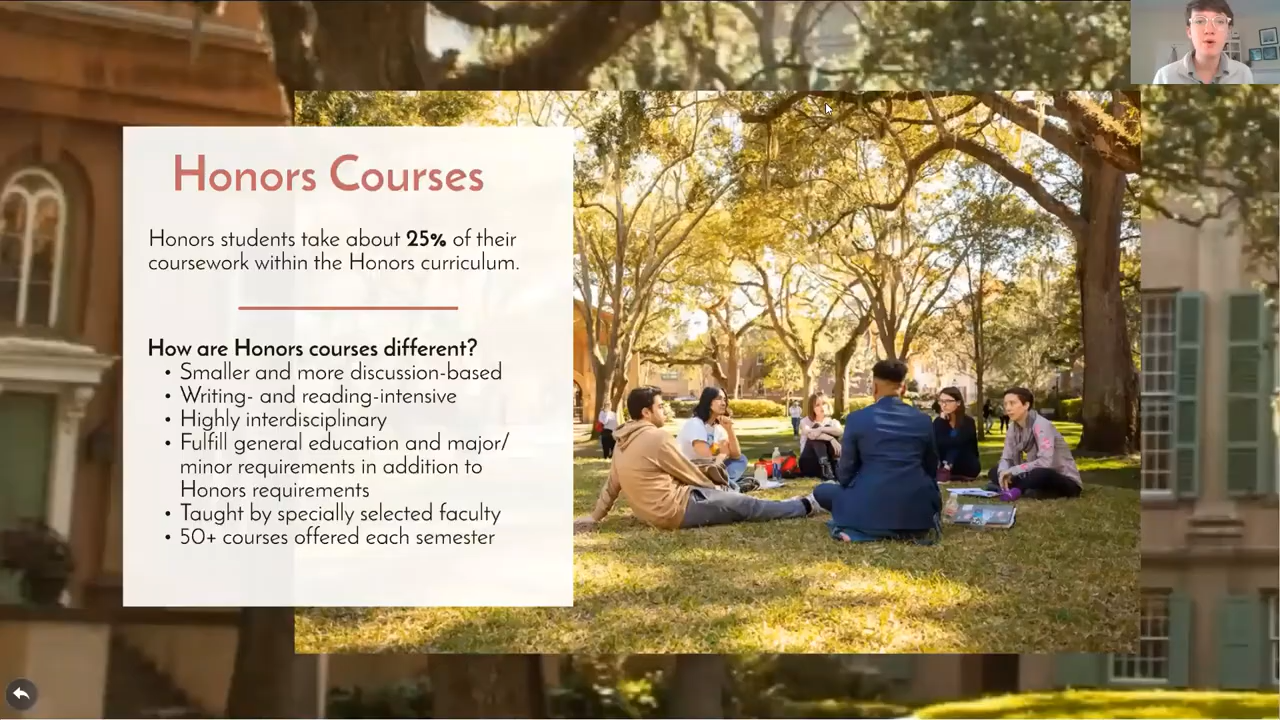 Honors Courses
Honors students take about 25% of their
coursework within the Honors curriculum.
How are Honors courses different?
• Smaller and more discussion-based
• Writing- and reading-intensive
• Highly interdisciplinary
• Fulfill general education and major/
minor requirements in addition to
Honors requirements
• Taught by specially selected faculty
• 50+ courses offered each semester